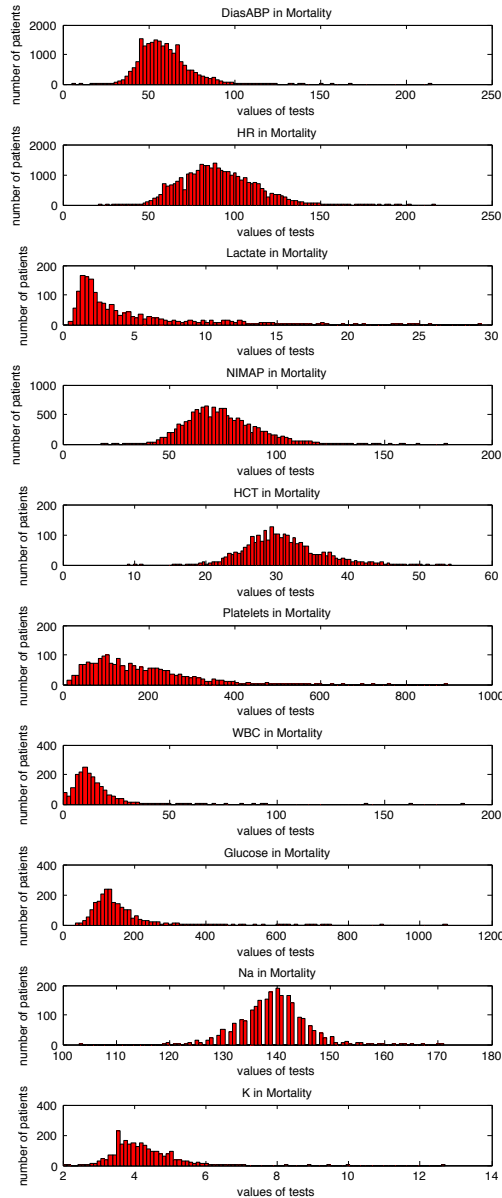 DiasABP in Mortality
number of patients
2000
1000
0
0 50 100 150 200 250
values of tests
HR in Mortality
number of patients
2000
1000
0
0 50 100 150 200 250
values of tests
Lactate in Mortality
number of patients
200
100
0
0 5 10 15 20 25 30
values of tests
NIMAP in Mortality
number of patients
1000
500
0
0 50 100 150 200
values of tests
HCT in Mortality
number of patients
200
100
0
0 10 20 30 40 50 60
values of tests
Platelets in Mortality
number of patients
200
100
0
0 200 400 600 800 1000
values of tests
WBC in Mortality
number of patients
400
200
0
0 50 100 150 200
values of tests
Glucose in Mortality
number of patients
400
200
0
0 200 400 600 800 1000 1200
values of tests
Na in Mortality
number of patients
200
100
0
100 110 120 130 140 150 160 170 180
values of tests
K in Mortality
number of patients
400
200
0
2 4 6 8 10 12 14
values of tests